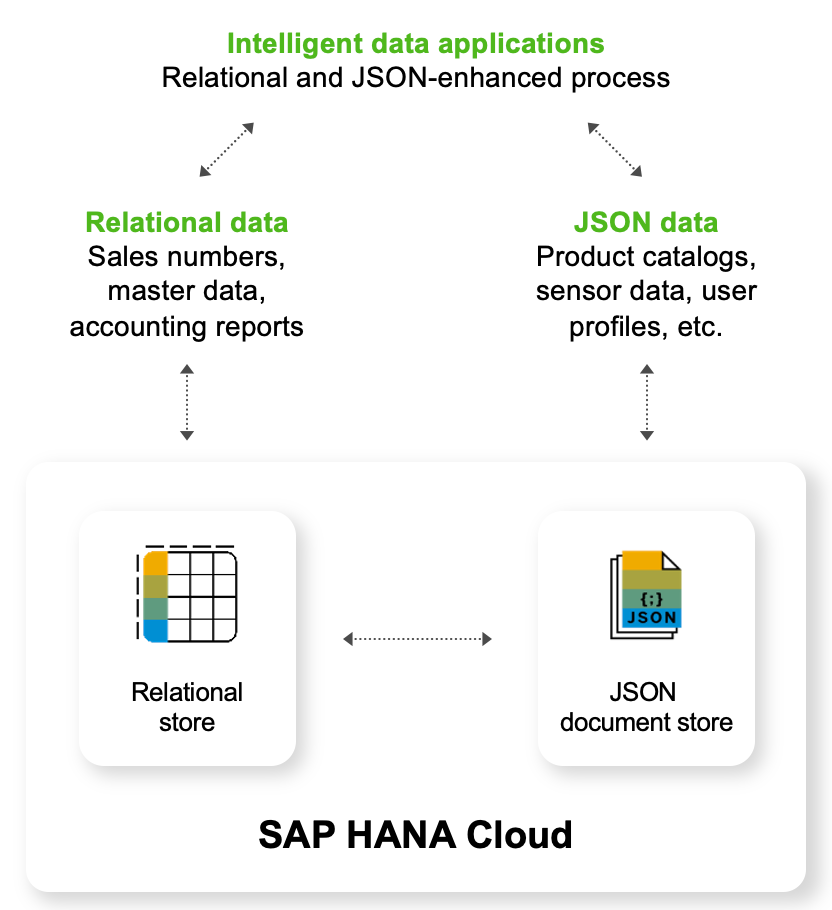 Intelligent data applications
Relational and JSON-enhanced process
Relational data
Sales numbers,
master data,
accounting reports
JSON data
Product catalogs,
sensor data, user
profiles, etc.
Relational
store
{;}
JSON
JSON
document store
SAP HANA Cloud